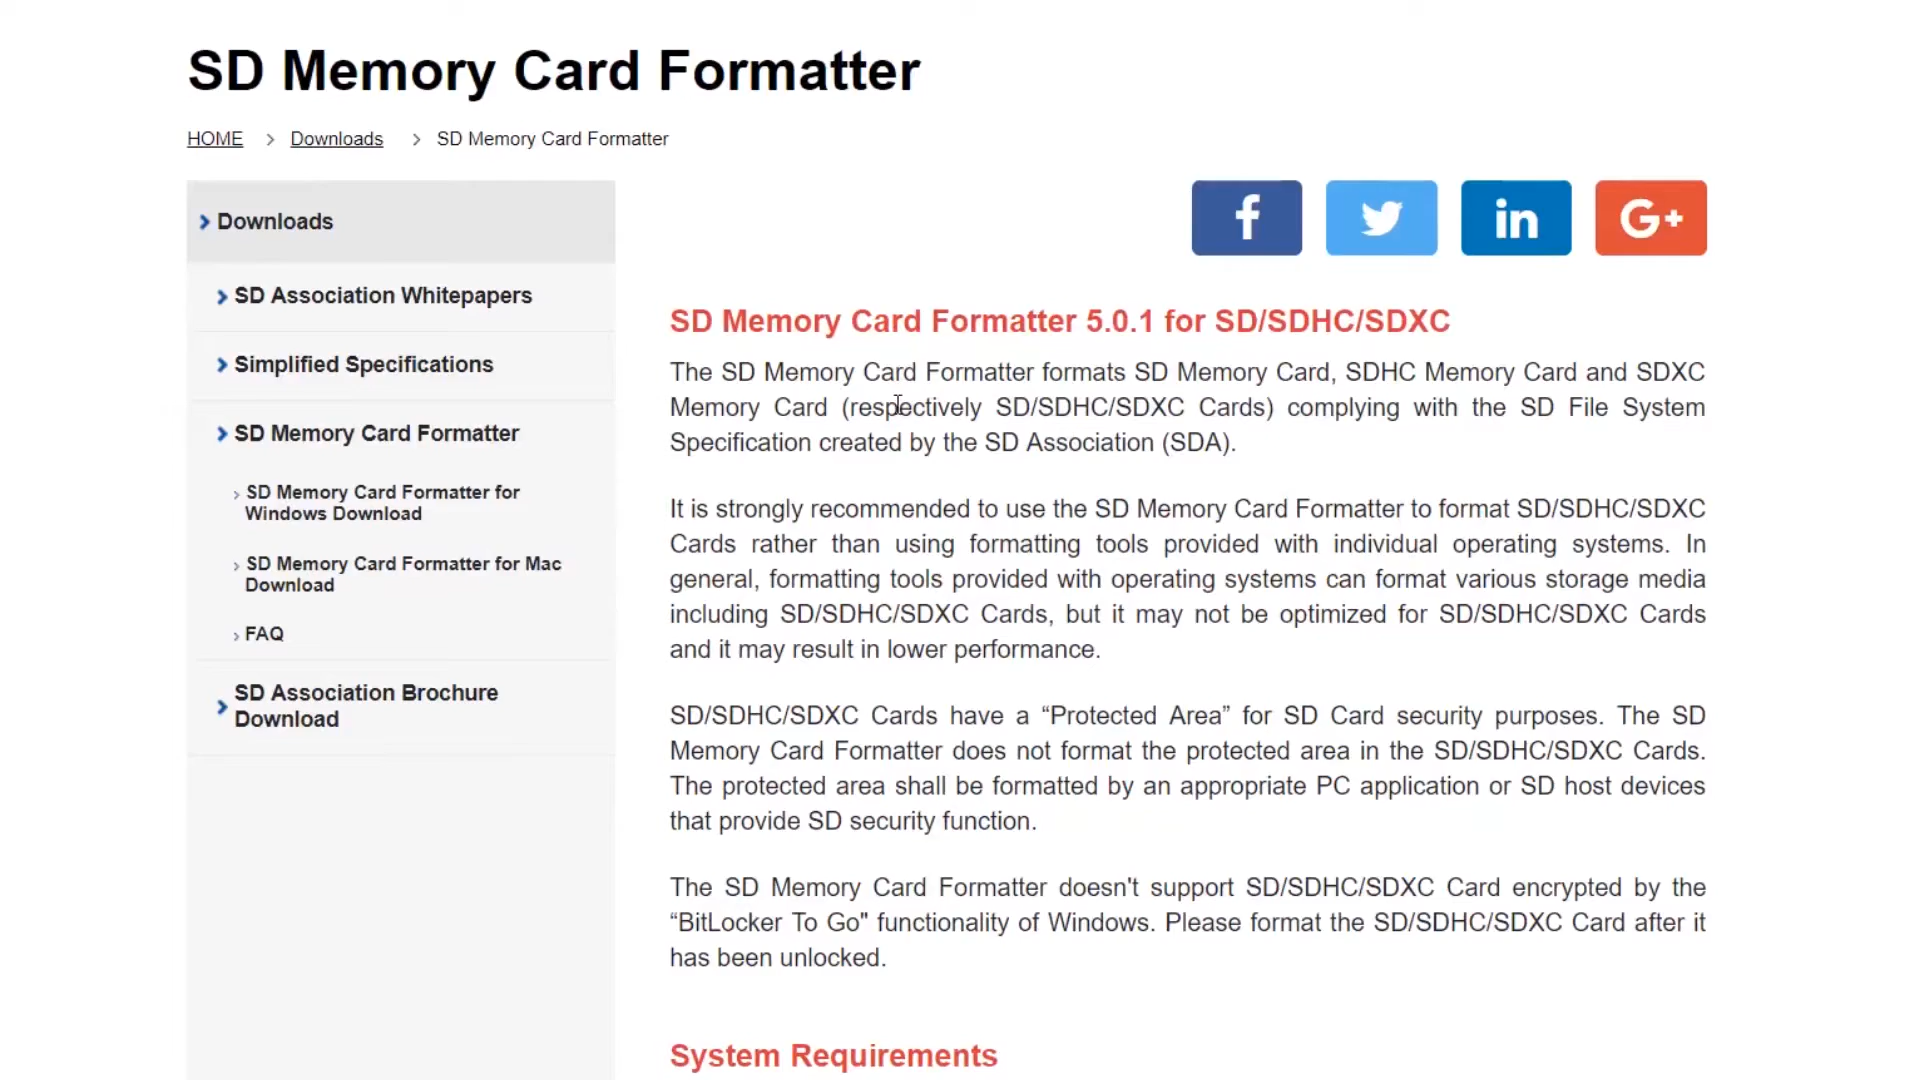 SD Memory Card Formatter
HOME > Downloads > SD Memory Card Formatter
Downloads
SD Association Whitepapers
Simplified Specifications
SD Memory Card Formatter
SD Memory Card Formatter for
Windows Download
SD Memory Card Formatter for Mac
Download
FAQ
SD Association Brochure
Download
f
in
G+
SD Memory Card Formatter 5.0.1 for SD/SDHC/SDXC
The SD Memory Card Formatter formats SD Memory Card, SDHC Memory Card and SDXC
Memory Card (respectively SD/SDHC/SDXC Cards) complying with the SD File System
Specification created by the SD Association (SDA).
It is strongly recommended to use the SD Memory Card Formatter to format SD/SDHC/SDXC
Cards rather than using formatting tools provided with individual operating systems. In
general, formatting tools provided with operating systems can format various storage media
including SD/SDHC/SDXC Cards, but it may not be optimized for SD/SDHC/SDXC Cards
and it may result in lower performance.
SD/SDHC/SDXC Cards have a “Protected Area” for SD Card security purposes. The SD
Memory Card Formatter does not format the protected area in the SD/SDHC/SDXC Cards.
The protected area shall be formatted by an appropriate PC application or SD host devices
that provide SD security function.
The SD Memory Card Formatter doesn't support SD/SDHC/SDXC Card encrypted by the
“BitLocker To Go" functionality of Windows. Please format the SD/SDHC/SDXC Card after it
has been unlocked.
System Requirements